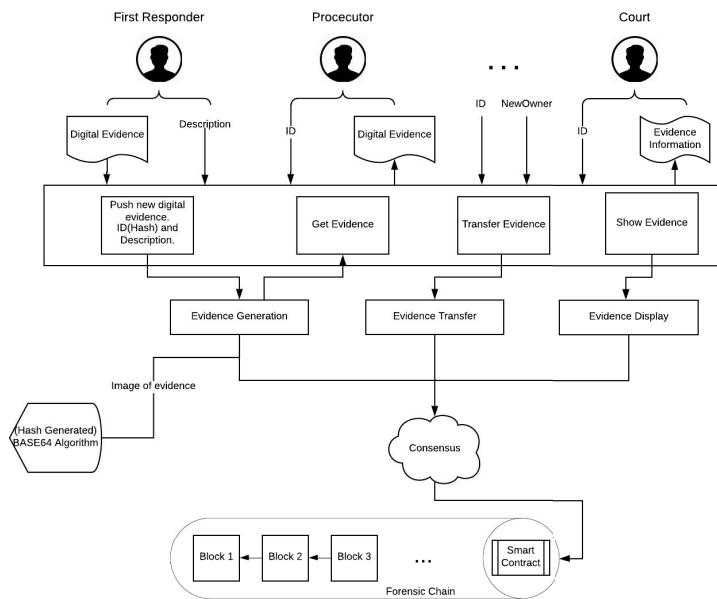 First Responder
Procecutor
Court
. . .
Digital Evidence
Description
ID
Digital Evidence
ID
NewOwner
ID
Evidence
Information
Push new digital
evidence.
ID(Hash) and
Description.
Get Evidence
Transfer Evidence
Show Evidence
Evidence Generation
Evidence Transfer
Evidence Display
Image of evidence
(Hash Generated)
BASE64 Algorithm
Consensus
Block 1
Block 2
Block 3
...
Smart
Contract
Forensic Chain